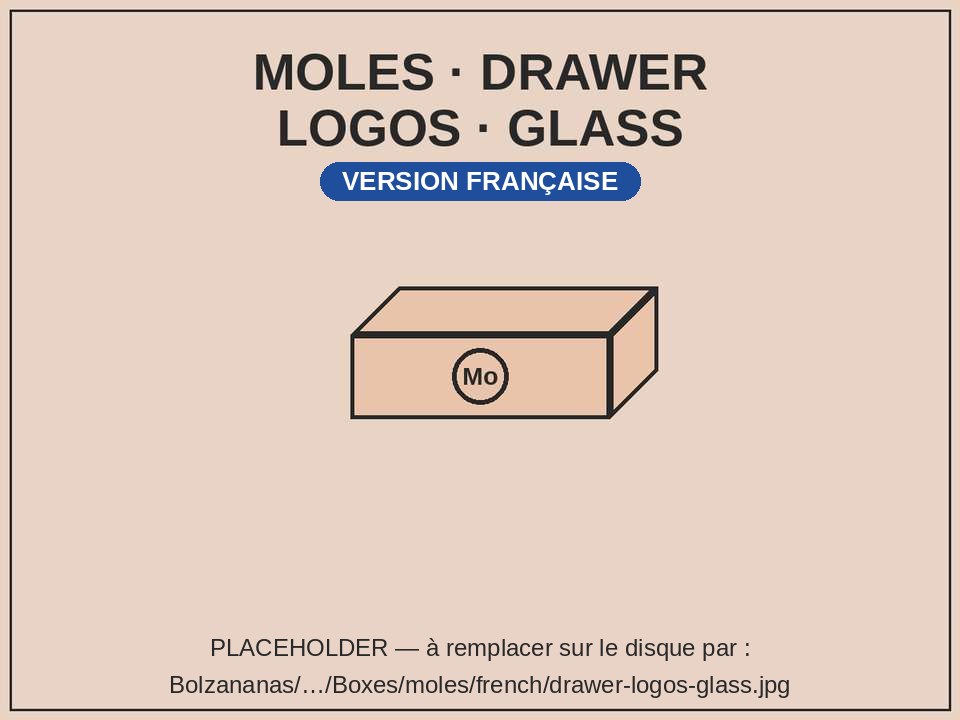 MOLES · DRAWER
LOGOS · GLASS
VERSION FRANÇAISE
Mo
PLACEHOLDER — à remplacer sur le disque par :
Bolzananas/…/Boxes/moles/french/drawer-logos-glass.jpg